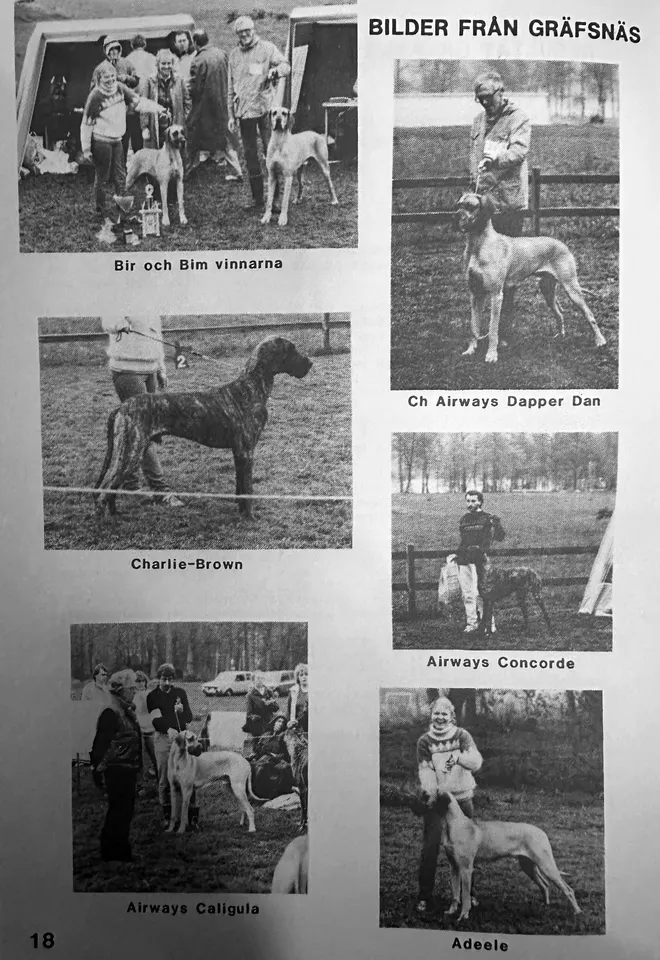 BILDER FRÅN GRÄFSNÄS
Bir och Bim vinnarna
Ch Airways Dapper Dan
2
Charlie-Brown
Airways Concorde
Airways Caligula
Adeele
18